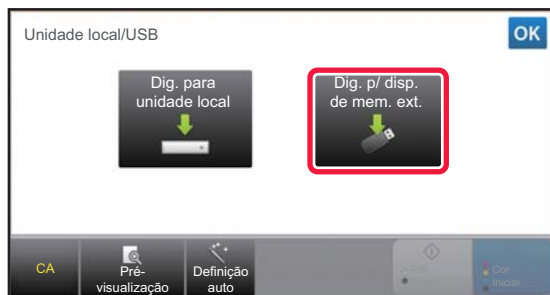 Unidade local/USB
OK
Dig. para
unidade local
Dig. p/ disp.
de mem. ext.
CA
Pré-
visualização
Definição
auto
Cor
Iniciar